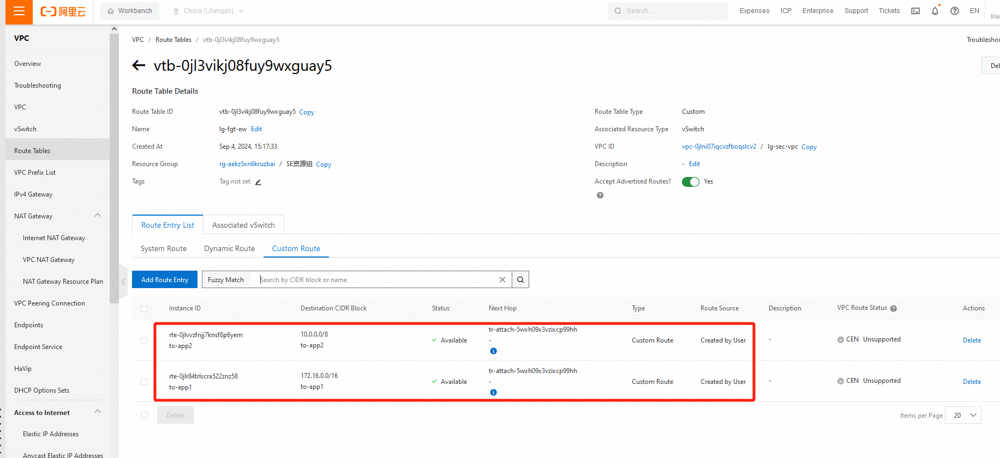 阿里云
Workbench
China (Ulanqab)
Search...
Expenses
ICP
Enterprise
Support
Tickets
EN
Mai
VPC
Overview
Troubleshooting
VPC
vSwitch
Route Tables
VPC Prefix List
IPv4 Gateway
NAT Gateway
Internet NAT Gateway
VPC NAT Gateway
NAT Gateway Resource Plan
VPC Peering Connection
Endpoints
Endpoint Service
HaVip
DHCP Options Sets
Access to Internet
Elastic IP Addresses
Anycast Elastic IP Addresses
VPC / Route Tables / vtb-0jl3vikj08fuy9wxguay5
Troublesho
vtb-0jl3vikj08fuy9wxguay5
Del
Route Table Details
Route Table ID vtb-0jl3vikj08fuy9wxguay5 Copy
Route Table Type Custom
Name lg-fgt-ew Edit
Associated Resource Type vSwitch
Created At Sep 4, 2024, 15:17:33
VPC ID vpc-0jlni07iqcvzfboqslcv2 / lg-sec-vpc Copy
Resource Group rg-aekz5xn6kruzbai / SE资源组 Copy
Description - Edit
Tags Tag not set
Accept Advertised Routes? Yes
Route Entry List Associated vSwitch
System Route Dynamic Route Custom Route
Add Route Entry Fuzzy Match Search by CIDR block or name
Instance ID Destination CIDR Block Status Next Hop Type Route Source Description VPC Route Status Actions
rte-0jlvvzfnjj7knsf8p6yem 10.0.0.0/8 tr-attach-5wxh09x3vzixcp99hh
to-app2 to-app2 Available - Custom Route Created by User - CEN Unsupported Delete
rte-0jlr84trlscra522znz58 172.16.0.0/16 tr-attach-5wxh09x3vzixcp99hh
to-app1 to-app1 Available - Custom Route Created by User - CEN Unsupported Delete
Delete
Items per Page 20